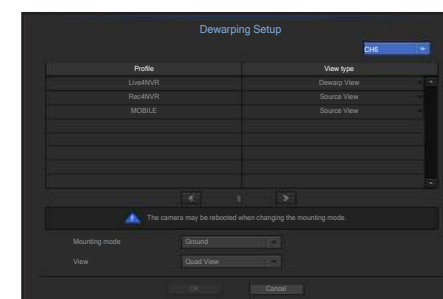 Dewarping Setup
CH6
Profile View type
Live4NVR Dewarp View
Rec4NVR Source View
MOBILE Source View
The camera may be rebooted when changing the mounting mode.
Mounting mode Ground
View Quad View
OK Cancel